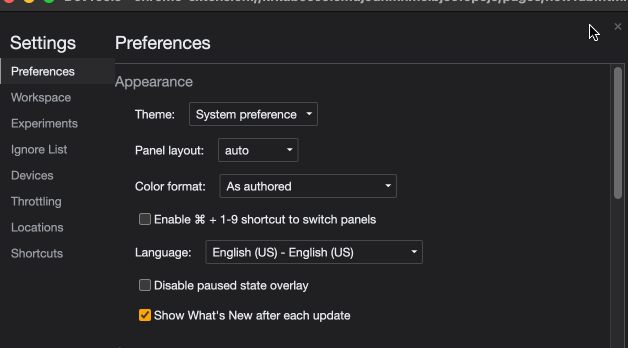 Settings
Preferences
Workspace
Experiments
Ignore List
Devices
Throttling
Locations
Shortcuts
Preferences
Appearance
Theme: System preference
Panel layout: auto
Color format: As authored
Enable ⌘ + 1-9 shortcut to switch panels
Language: English (US) - English (US)
Disable paused state overlay
Show What's New after each update